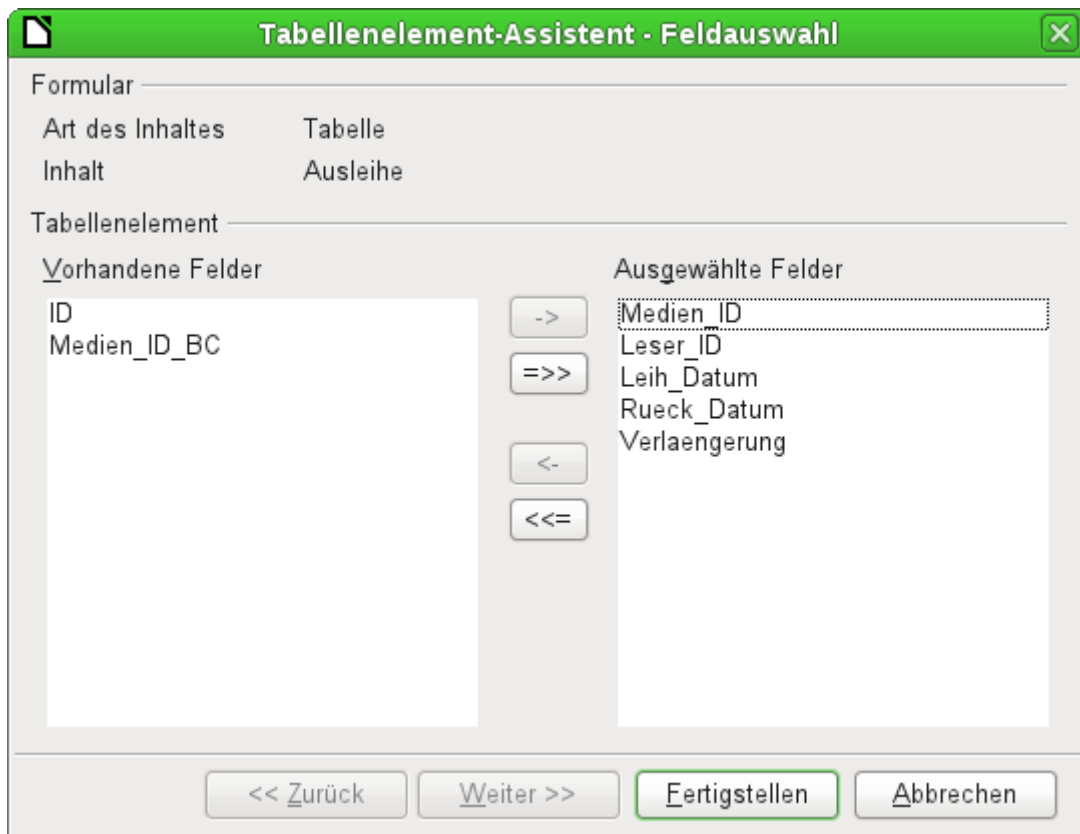 Tabellenelement-Assistent - Feldauswahl
Formular
Art des Inhaltes Tabelle
Inhalt Ausleihe
Tabellenelement
Vorhandene Felder
ID
Medien_ID_BC
->
=>>
<-
<<=
Ausgewählte Felder
Medien_ID
Leser_ID
Leih_Datum
Rueck_Datum
Verlaengerung
<< Zurück Weiter >> Fertigstellen Abbrechen